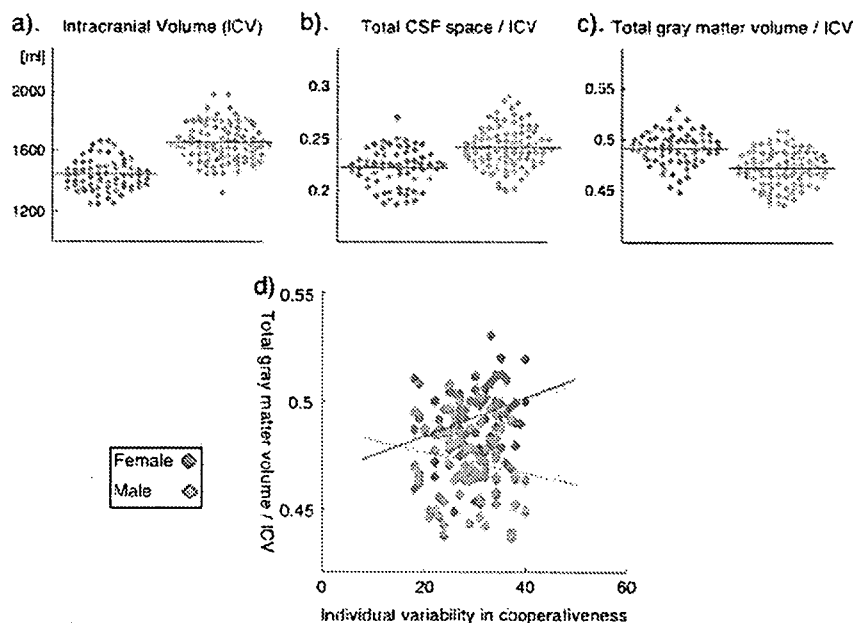 a). Intracranial Volume (ICV)
[ml]
2000
1600
1200
b). Total CSF space / ICV
0.3
0.25
0.2
c). Total gray matter volume / ICV
0.55
0.5
0.45
d)
Total gray matter volume / ICV
0.55
0.5
0.45
0
20
40
60
Individual variability in cooperativeness
Female
Male